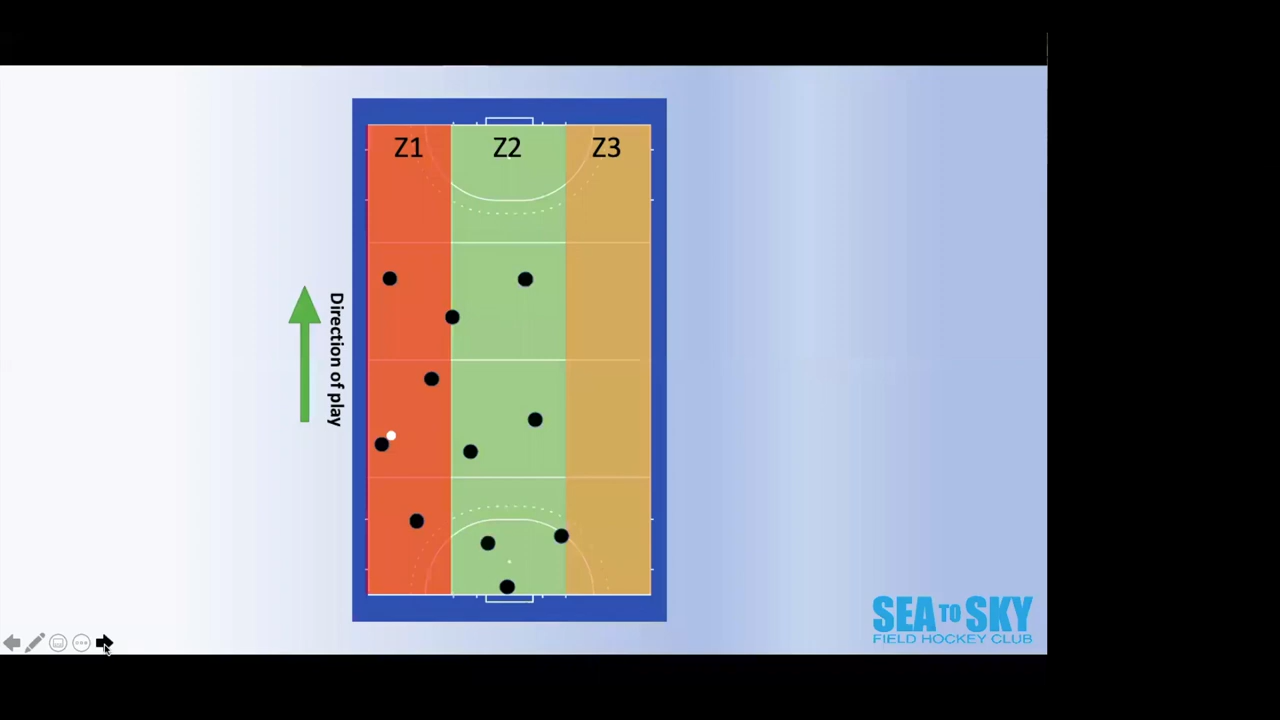 Z1 Z2 Z3
Direction of play
SEA TO SKY
FIELD HOCKEY CLUB